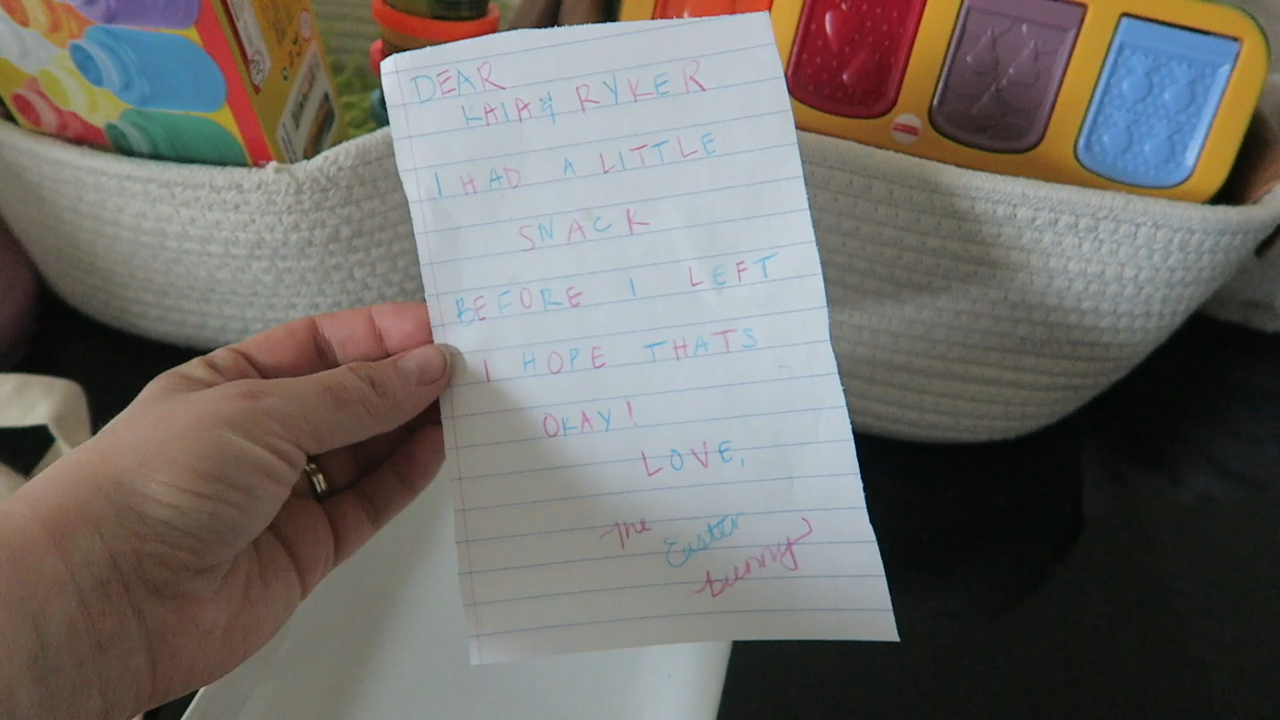 DEAR
KAIA & RYKER
I HAD A LITTLE
SNACK
BEFORE I LEFT
I HOPE THATS
OKAY!
LOVE,
The
Easter
bunny